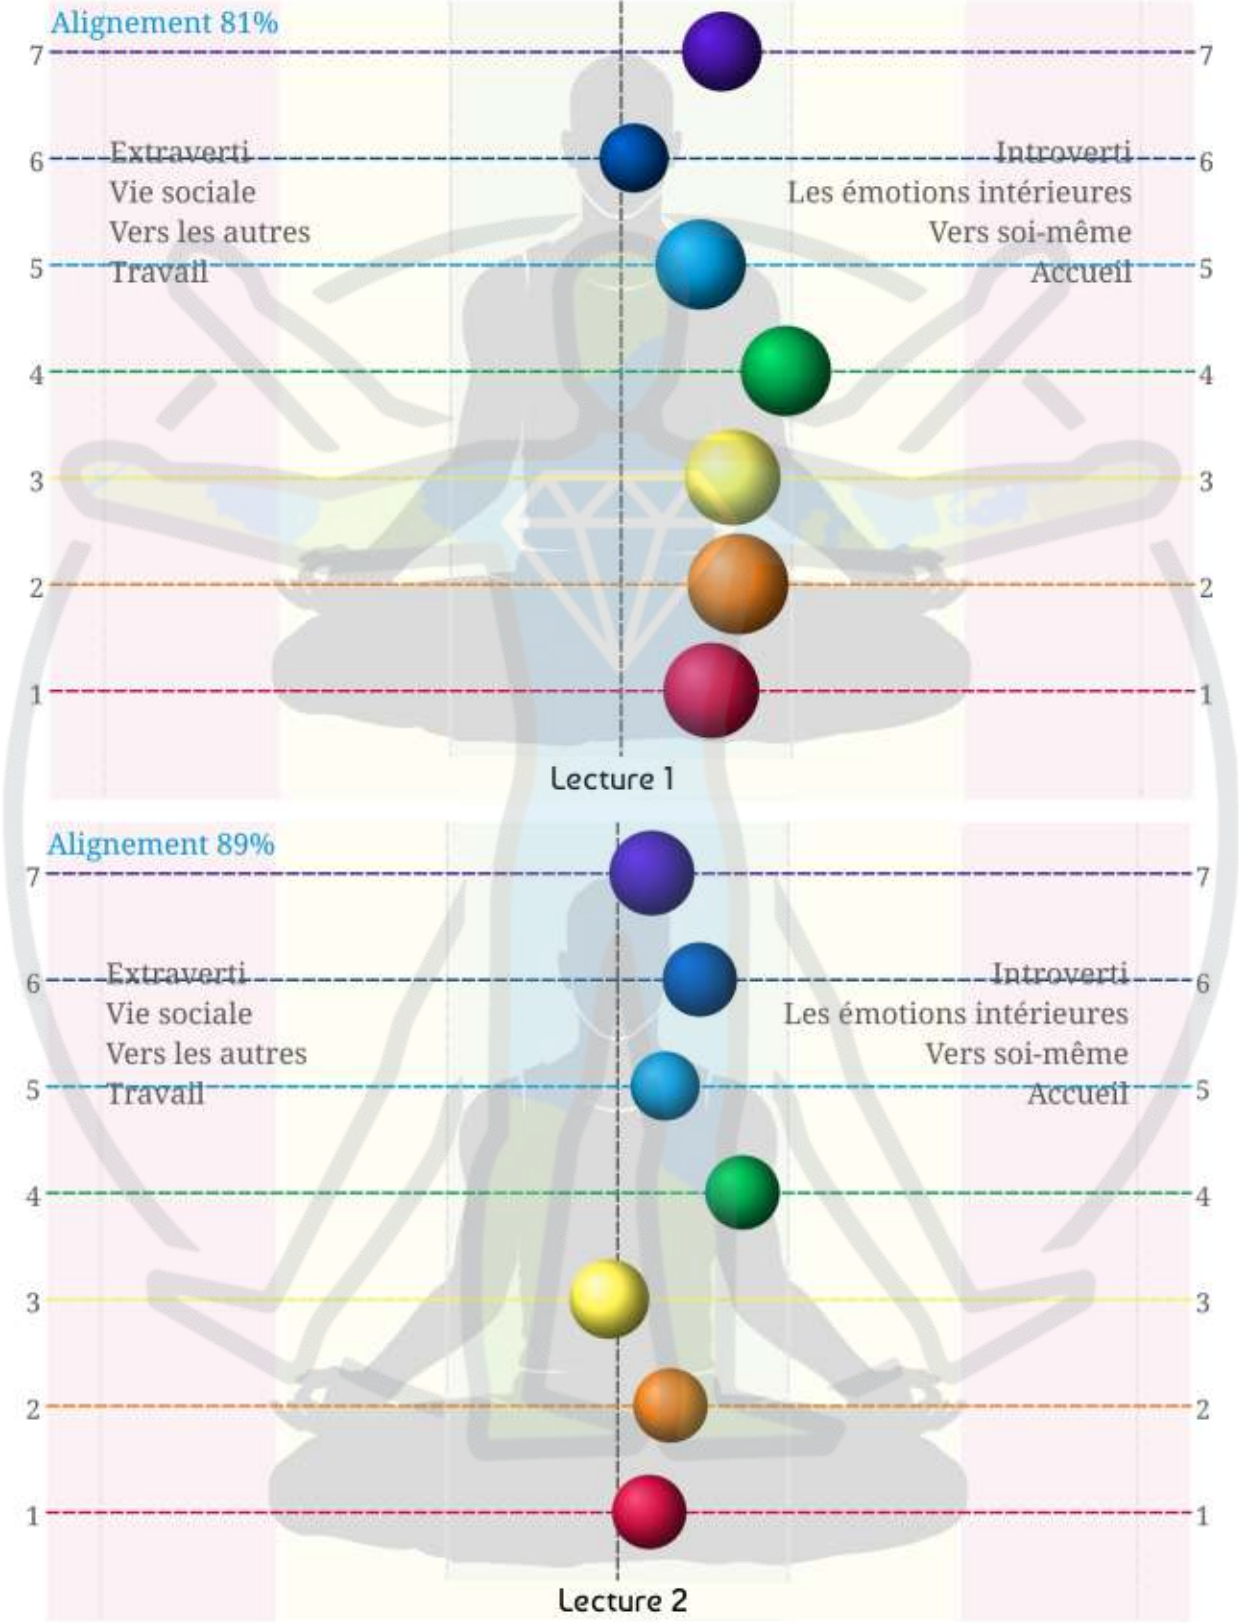 Alignement 81%
7 7
6 Extraverti Introverti 6
Vie sociale Les émotions intérieures
Vers les autres Vers soi-même
5 Travail Accueil 5
4 4
3 3
2 2
1 1
Lecture 1
Alignement 89%
7 7
6 Extraverti Introverti 6
Vie sociale Les émotions intérieures
Vers les autres Vers soi-même
5 Travail Accueil 5
4 4
3 3
2 2
1 1
Lecture 2